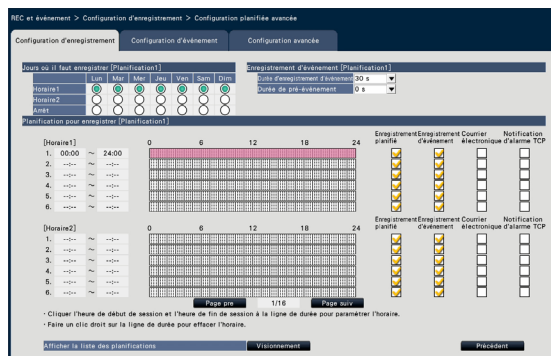 REC et événement > Configuration d'enregistrement > Configuration planifiée avancée
Configuration d'enregistrement Configuration d'événement Configuration avancée
Jours où il faut enregistrer [Planification1] Enregistrement d'événement [Planification1]
Lun Mar Mer Jeu Ven Sam Dim Durée d'enregistrement d'événement 30 s
Horaire1 Durée de pré-événement 0 s
Horaire2
Arrêt
Planification pour enregistrer [Planification1]
Enregistrement planifié Enregistrement d'événement Courrier électronique Notification d'alarme TCP
[Horaire1] 0 6 12 18 24
1. 00:00 ~ 24:00
2. --:-- ~ --:--
3. --:-- ~ --:--
4. --:-- ~ --:--
5. --:-- ~ --:--
6. --:-- ~ --:--
Enregistrement planifié Enregistrement d'événement Courrier électronique Notification d'alarme TCP
[Horaire2] 0 6 12 18 24
1. --:-- ~ --:--
2. --:-- ~ --:--
3. --:-- ~ --:--
4. --:-- ~ --:--
5. --:-- ~ --:--
6. --:-- ~ --:--
Page pre 1/16 Page suiv
· Cliquer l'heure de début de session et l'heure de fin de session à la ligne de durée pour paramétrer l'horaire.
· Faire un clic droit sur la ligne de durée pour effacer l'horaire.
Afficher la liste des planifications Visionnement Précédent